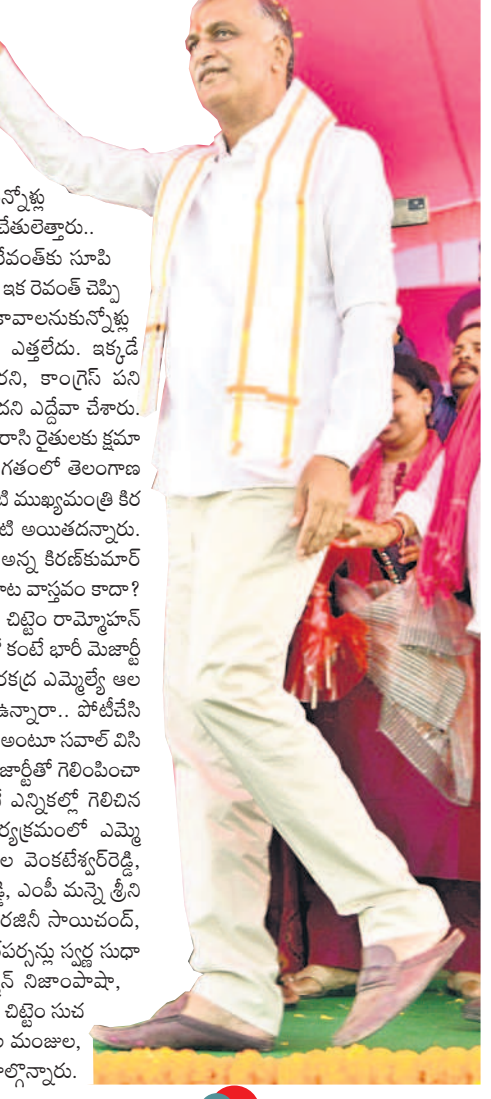 న్నోళ్లు
చేతులెత్తారు..
రేవంత్‌కు సూపి
ఇక రెవంత్ చెప్పి
కావాలనుకున్నోళ్లు
ఎత్తలేదు. ఇక్కడే
రని, కాంగ్రెస్ పని
దని ఎద్దేవా చేశారు.
రాసి రైతులకు క్షమా
గతంలో తెలంగాణ
టి ముఖ్యమంత్రి కిర
టి అయితదన్నారు.
అన్న కిరణ్‌కుమార్
మాట వాస్తవం కాదా?
చిట్టెం రామ్మోహన్
కంటే భారీ మెజార్టీ
రకద్ర ఎమ్మెల్యే ఆల
ఉన్నారా.. పోటీచేసి
అంటూ సవాల్ విసి
జార్టీతో గెలిపించా
ఎన్నికల్లో గెలిచిన
ర్యక్రమంలో ఎమ్మె
ల వెంకటేశ్వర్‌రెడ్డి,
డ్డి, ఎంపీ మన్నె శ్రీని
రజినీ సాయిచంద్,
పర్సన్లు స్వర్ణ సుధా
న్ నిజాంపాషా,
చిట్టెం సుచ
మంజుల,
ల్గొన్నారు.